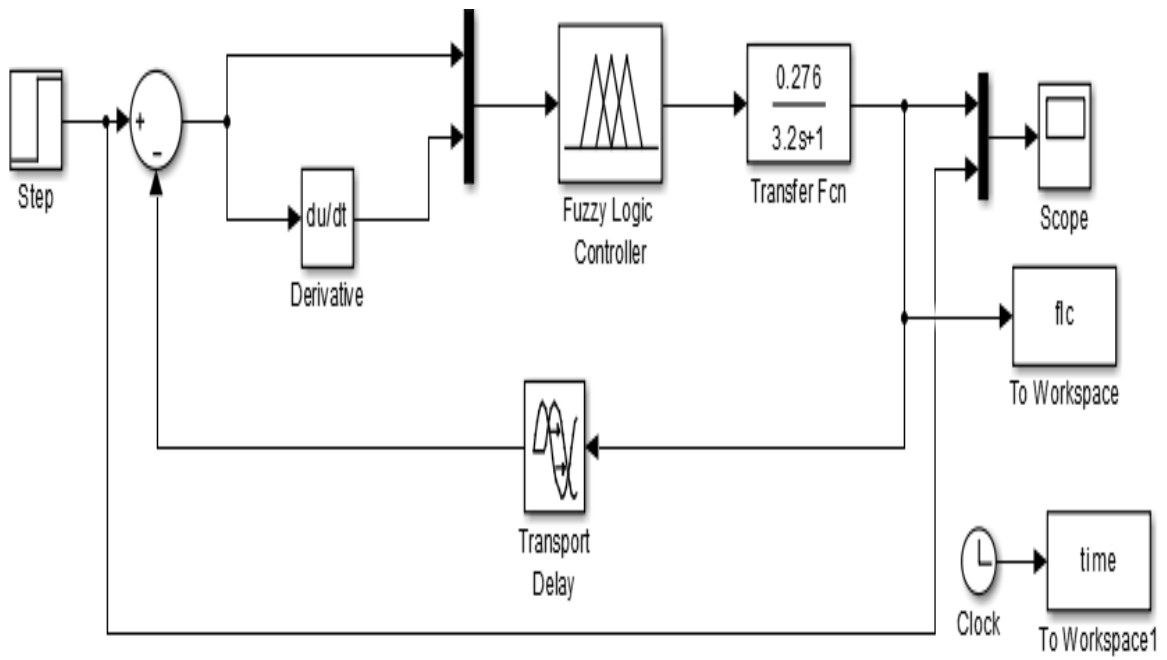 Step
+
−
du/dt
Derivative
Fuzzy Logic
Controller
0.276
3.2s+1
Transfer Fcn
Scope
flc
To Workspace
Transport
Delay
Clock
time
To Workspace1